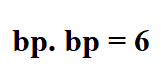 bp. bp = 6